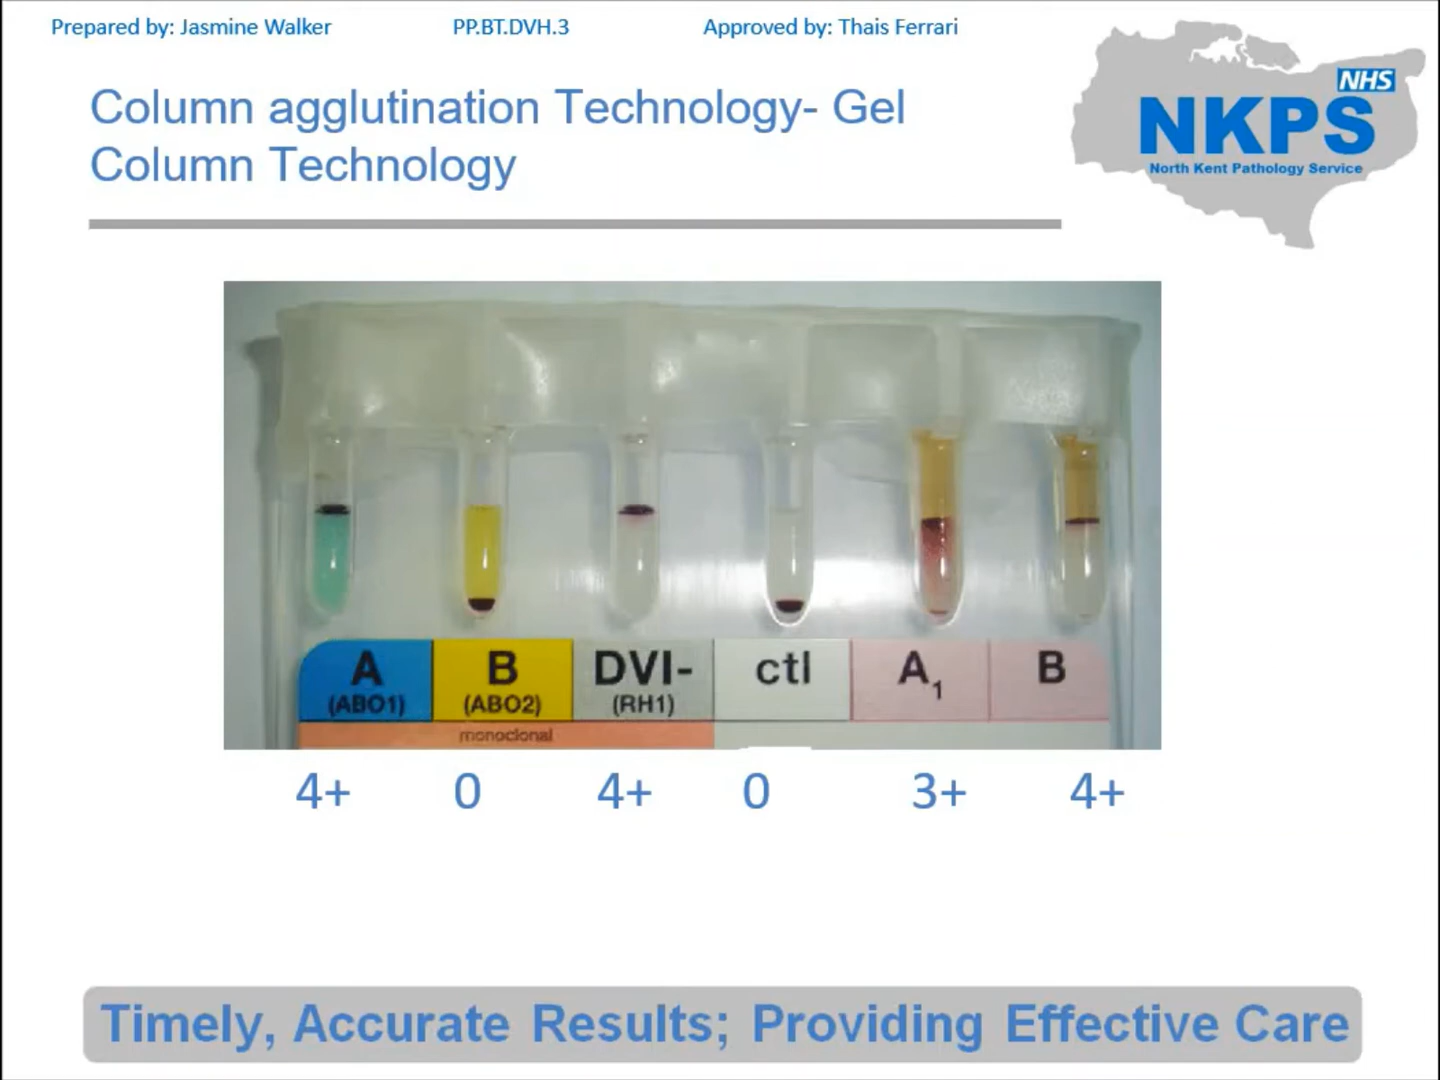 Prepared by: Jasmine Walker PP.BT.DVH.3 Approved by: Thais Ferrari
NHS
NKPS
North Kent Pathology Service
Column agglutination Technology- Gel
Column Technology
A B DVI- ctl A1 B
(ABO1) (ABO2) (RH1)
monoclonal
4+ 0 4+ 0 3+ 4+
Timely, Accurate Results; Providing Effective Care